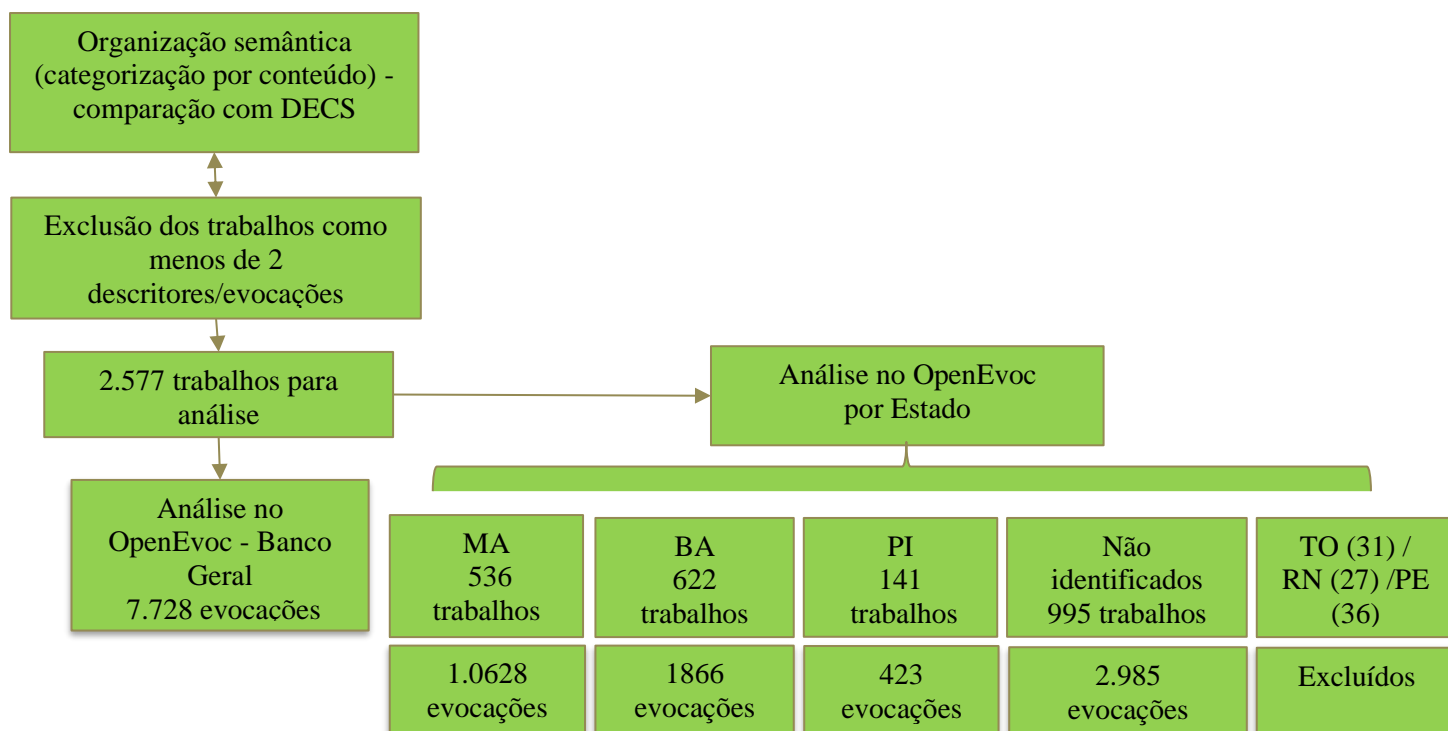 Organização semântica
(categorização por conteúdo) -
comparação com DECS
Exclusão dos trabalhos como
menos de 2
descritores/evocações
2.577 trabalhos para
análise
Análise no OpenEvoc
por Estado
Análise no
OpenEvoc - Banco
Geral
7.728 evocações
MA
536
trabalhos
BA
622
trabalhos
PI
141
trabalhos
Não
identificados
995 trabalhos
TO (31) /
RN (27) /PE
(36)
1.0628
evocações
1866
evocações
423
evocações
2.985
evocações
Excluídos